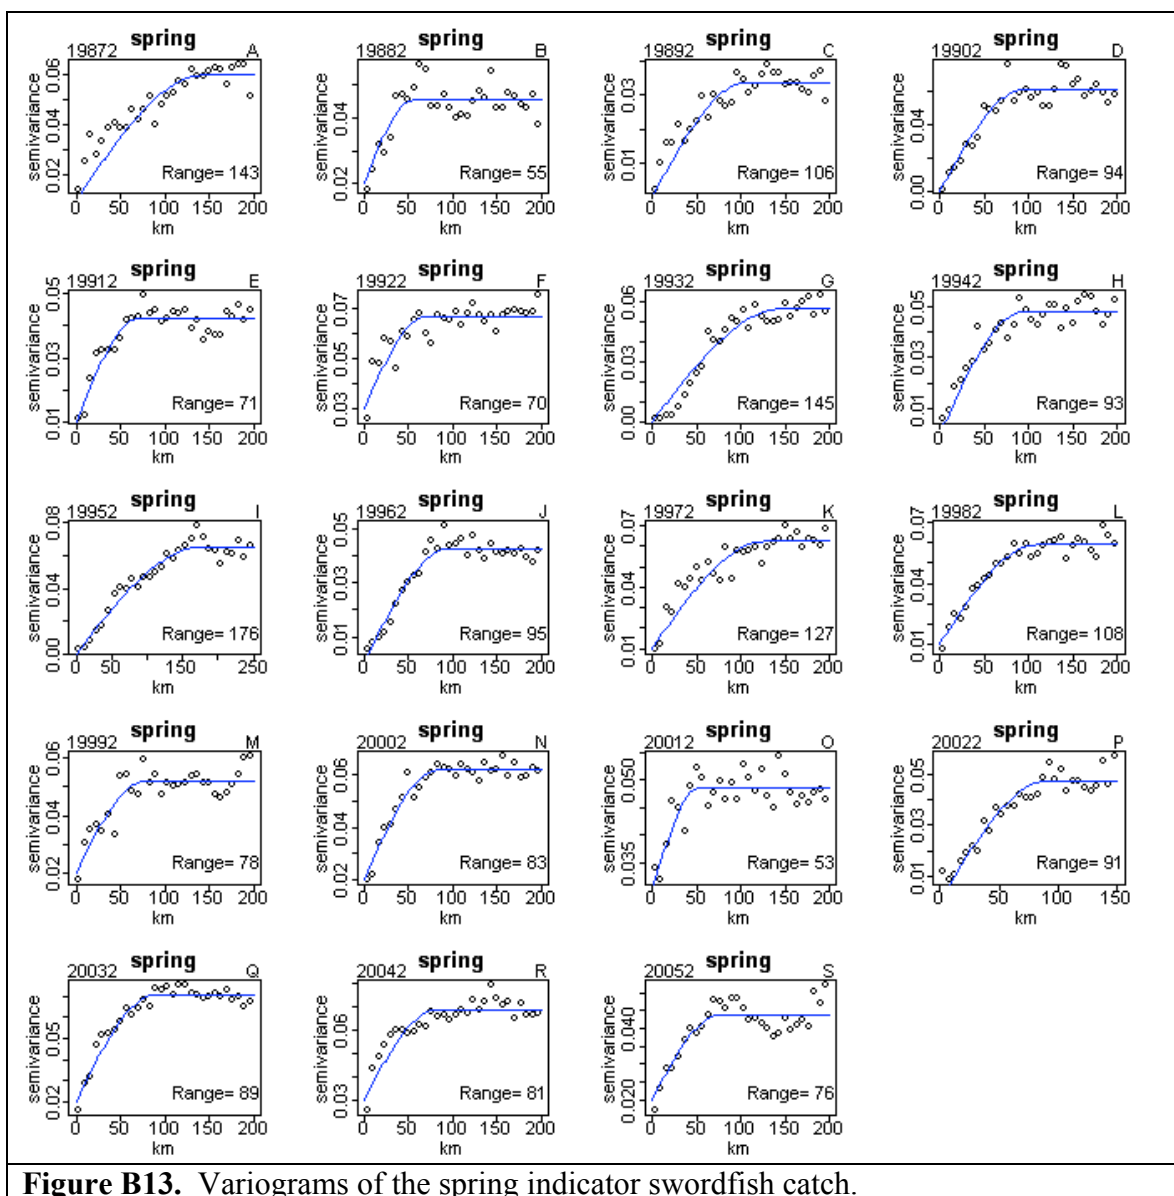 spring
19872 A
0.06
0.04
0.02
semivariance
Range= 143
0 50 100 150 200
km
spring
19882 B
0.04
0.02
semivariance
Range= 55
0 50 100 150 200
km
spring
19892 C
0.03
0.01
semivariance
Range= 106
0 50 100 150 200
km
spring
19902 D
0.04
0.00
semivariance
Range= 94
0 50 100 150 200
km
spring
19912 E
0.05
0.03
0.01
semivariance
Range= 71
0 50 100 150 200
km
spring
19922 F
0.07
0.05
0.03
semivariance
Range= 70
0 50 100 150 200
km
spring
19932 G
0.06
0.03
0.00
semivariance
Range= 145
0 50 100 150 200
km
spring
19942 H
0.05
0.03
0.01
semivariance
Range= 93
0 50 100 150 200
km
spring
19952 I
0.08
0.04
0.00
semivariance
Range= 176
0 50 150 250
km
spring
19962 J
0.05
0.03
0.01
semivariance
Range= 95
0 50 100 150 200
km
spring
19972 K
0.07
0.04
0.01
semivariance
Range= 127
0 50 100 150 200
km
spring
19982 L
0.07
0.04
0.01
semivariance
Range= 108
0 50 100 150 200
km
spring
19992 M
0.06
0.04
0.02
semivariance
Range= 78
0 50 100 150 200
km
spring
20002 N
0.06
0.04
0.02
semivariance
Range= 83
0 50 100 150 200
km
spring
20012 O
0.050
0.035
semivariance
Range= 53
0 50 100 150 200
km
spring
20022 P
0.05
0.03
0.01
semivariance
Range= 91
0 50 100 150
km
spring
20032 Q
0.05
0.02
semivariance
Range= 89
0 50 100 150 200
km
spring
20042 R
0.06
0.03
semivariance
Range= 81
0 50 100 150 200
km
spring
20052 S
0.040
0.020
semivariance
Range= 76
0 50 100 150 200
km
Figure B13. Variograms of the spring indicator swordfish catch.